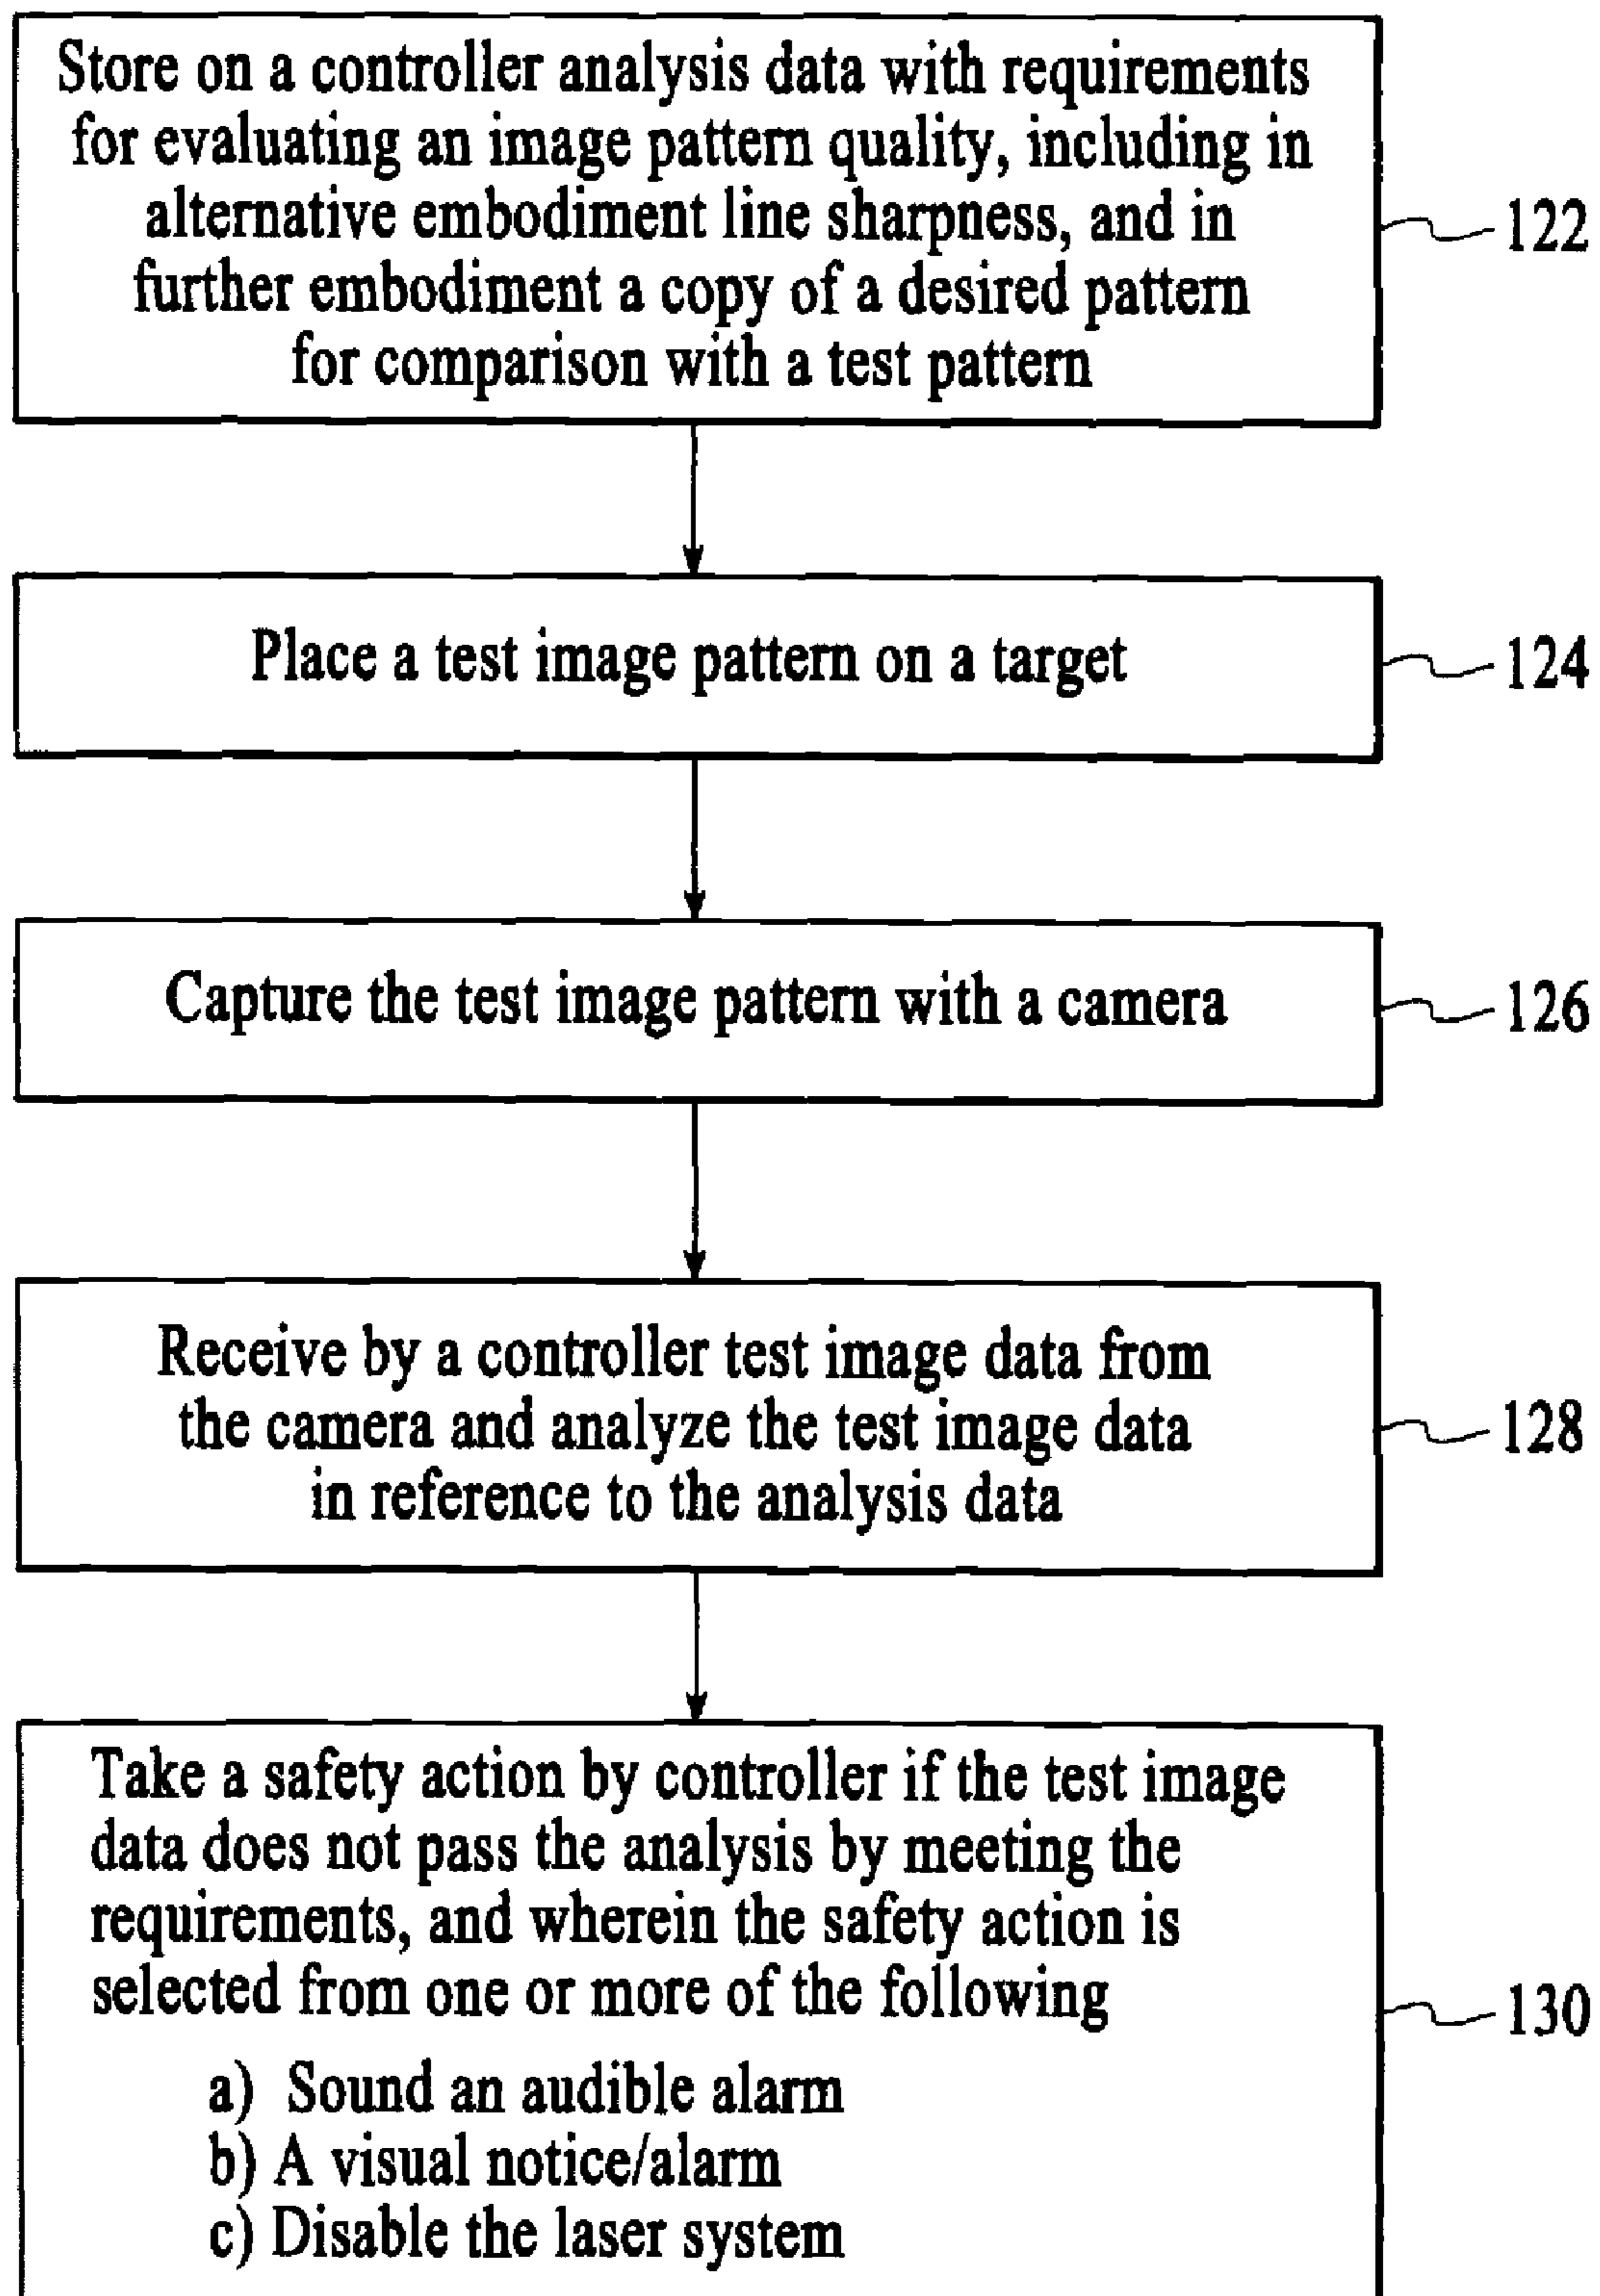 Store on a controller analysis data with requirements
for evaluating an image pattern quality, including in
alternative embodiment line sharpness, and in
further embodiment a copy of a desired pattern
for comparison with a test pattern
122
Place a test image pattern on a target
124
Capture the test image pattern with a camera
126
Receive by a controller test image data from
the camera and analyze the test image data
in reference to the analysis data
128
Take a safety action by controller if the test image
data does not pass the analysis by meeting the
requirements, and wherein the safety action is
selected from one or more of the following
130
a) Sound an audible alarm
b) A visual notice/alarm
c) Disable the laser system